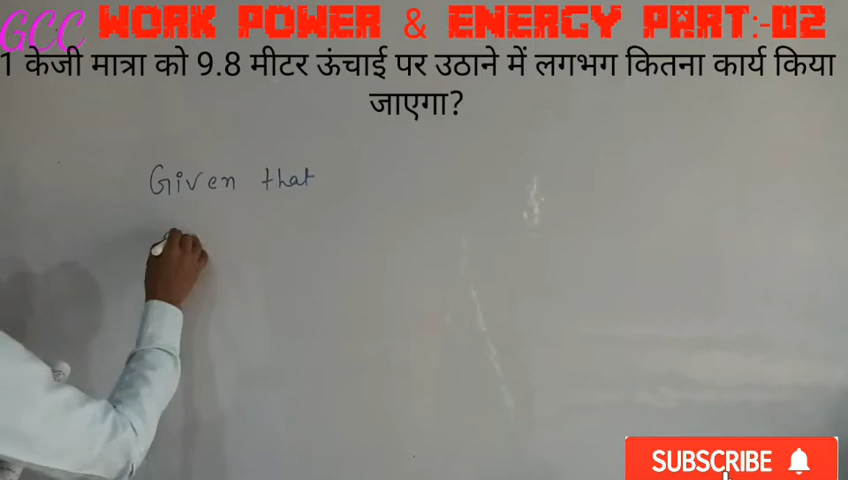 GCC WORK POWER & ENERGY PART:-02
1 केजी मात्रा को 9.8 मीटर ऊंचाई पर उठाने में लगभग कितना कार्य किया
जाएगा?
Given that
SUBSCRIBE